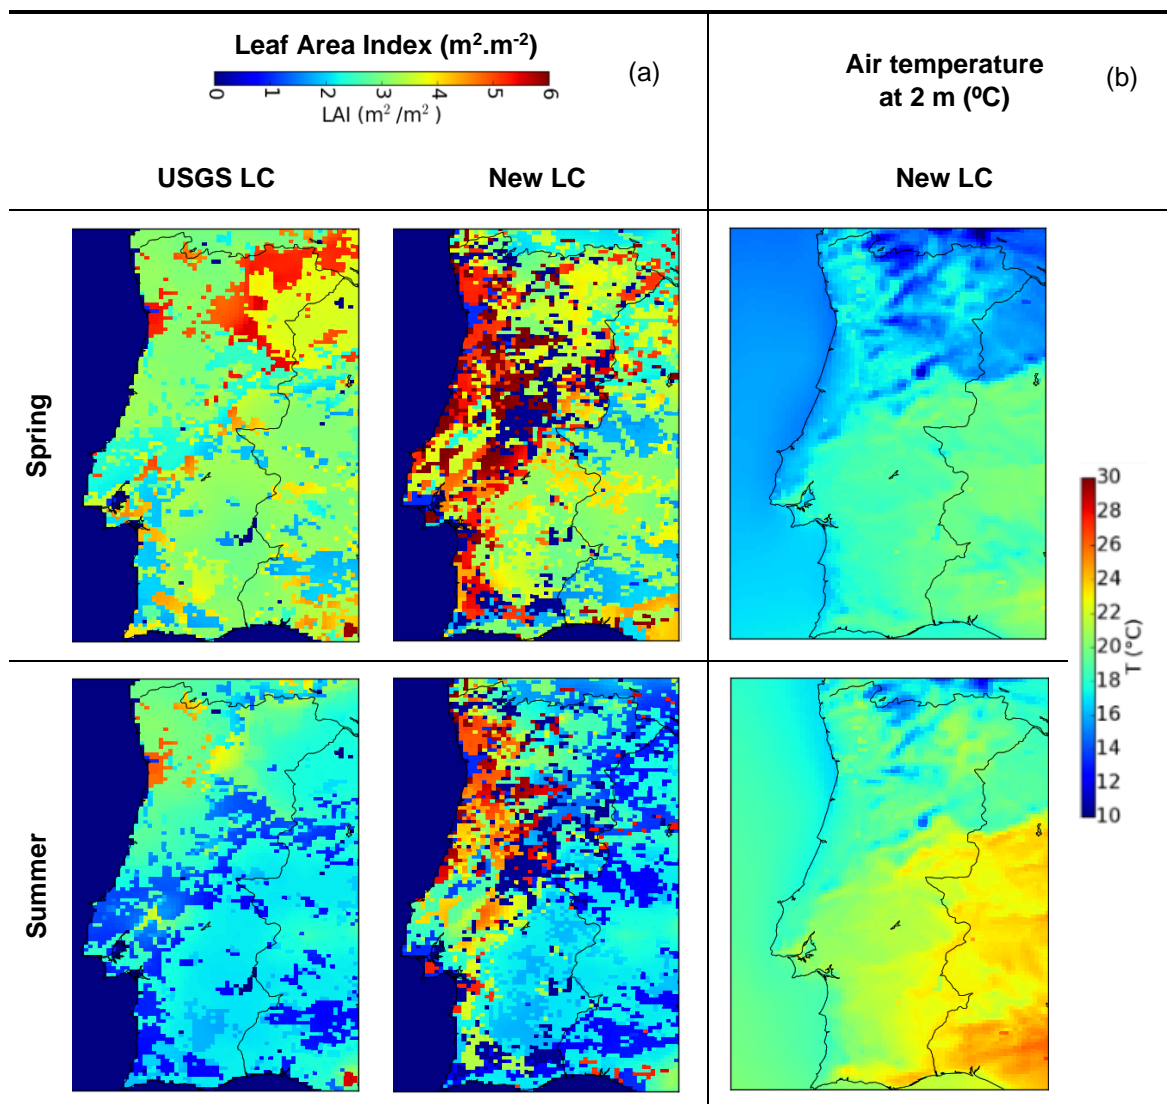 Leaf Area Index (m².m⁻²)
(a)
0 1 2 3 4 5 6
LAI (m² /m² )
Air temperature
at 2 m (ºC)
(b)
USGS LC
New LC
New LC
Spring
Summer
30
28
26
24
22
20
18
16
14
12
10
T (°C)